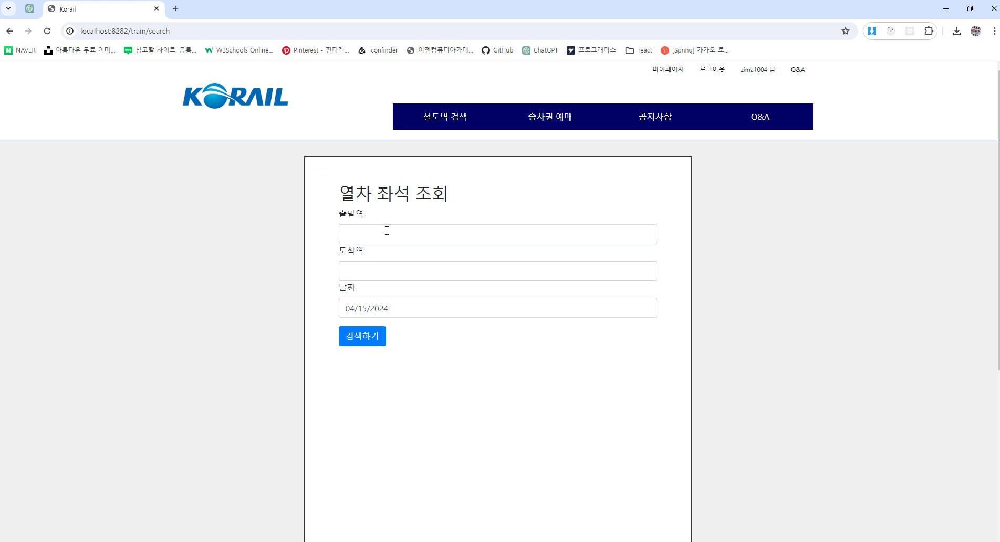 Korail
localhost:8282/train/search
NAVER 아름다운 무료 이미... 참고할 사이트, 공룡... W3Schools Online... Pinterest - 핀터레... iconfinder 이젠컴퓨터아카데... GitHub ChatGPT 프로그래머스 react [Spring] 카카오 로...
마이페이지 로그아웃 zima1004 님 Q&A
KORAIL
철도역 검색 승차권 예매 공지사항 Q&A
열차 좌석 조회
출발역
도착역
날짜
04/15/2024
검색하기